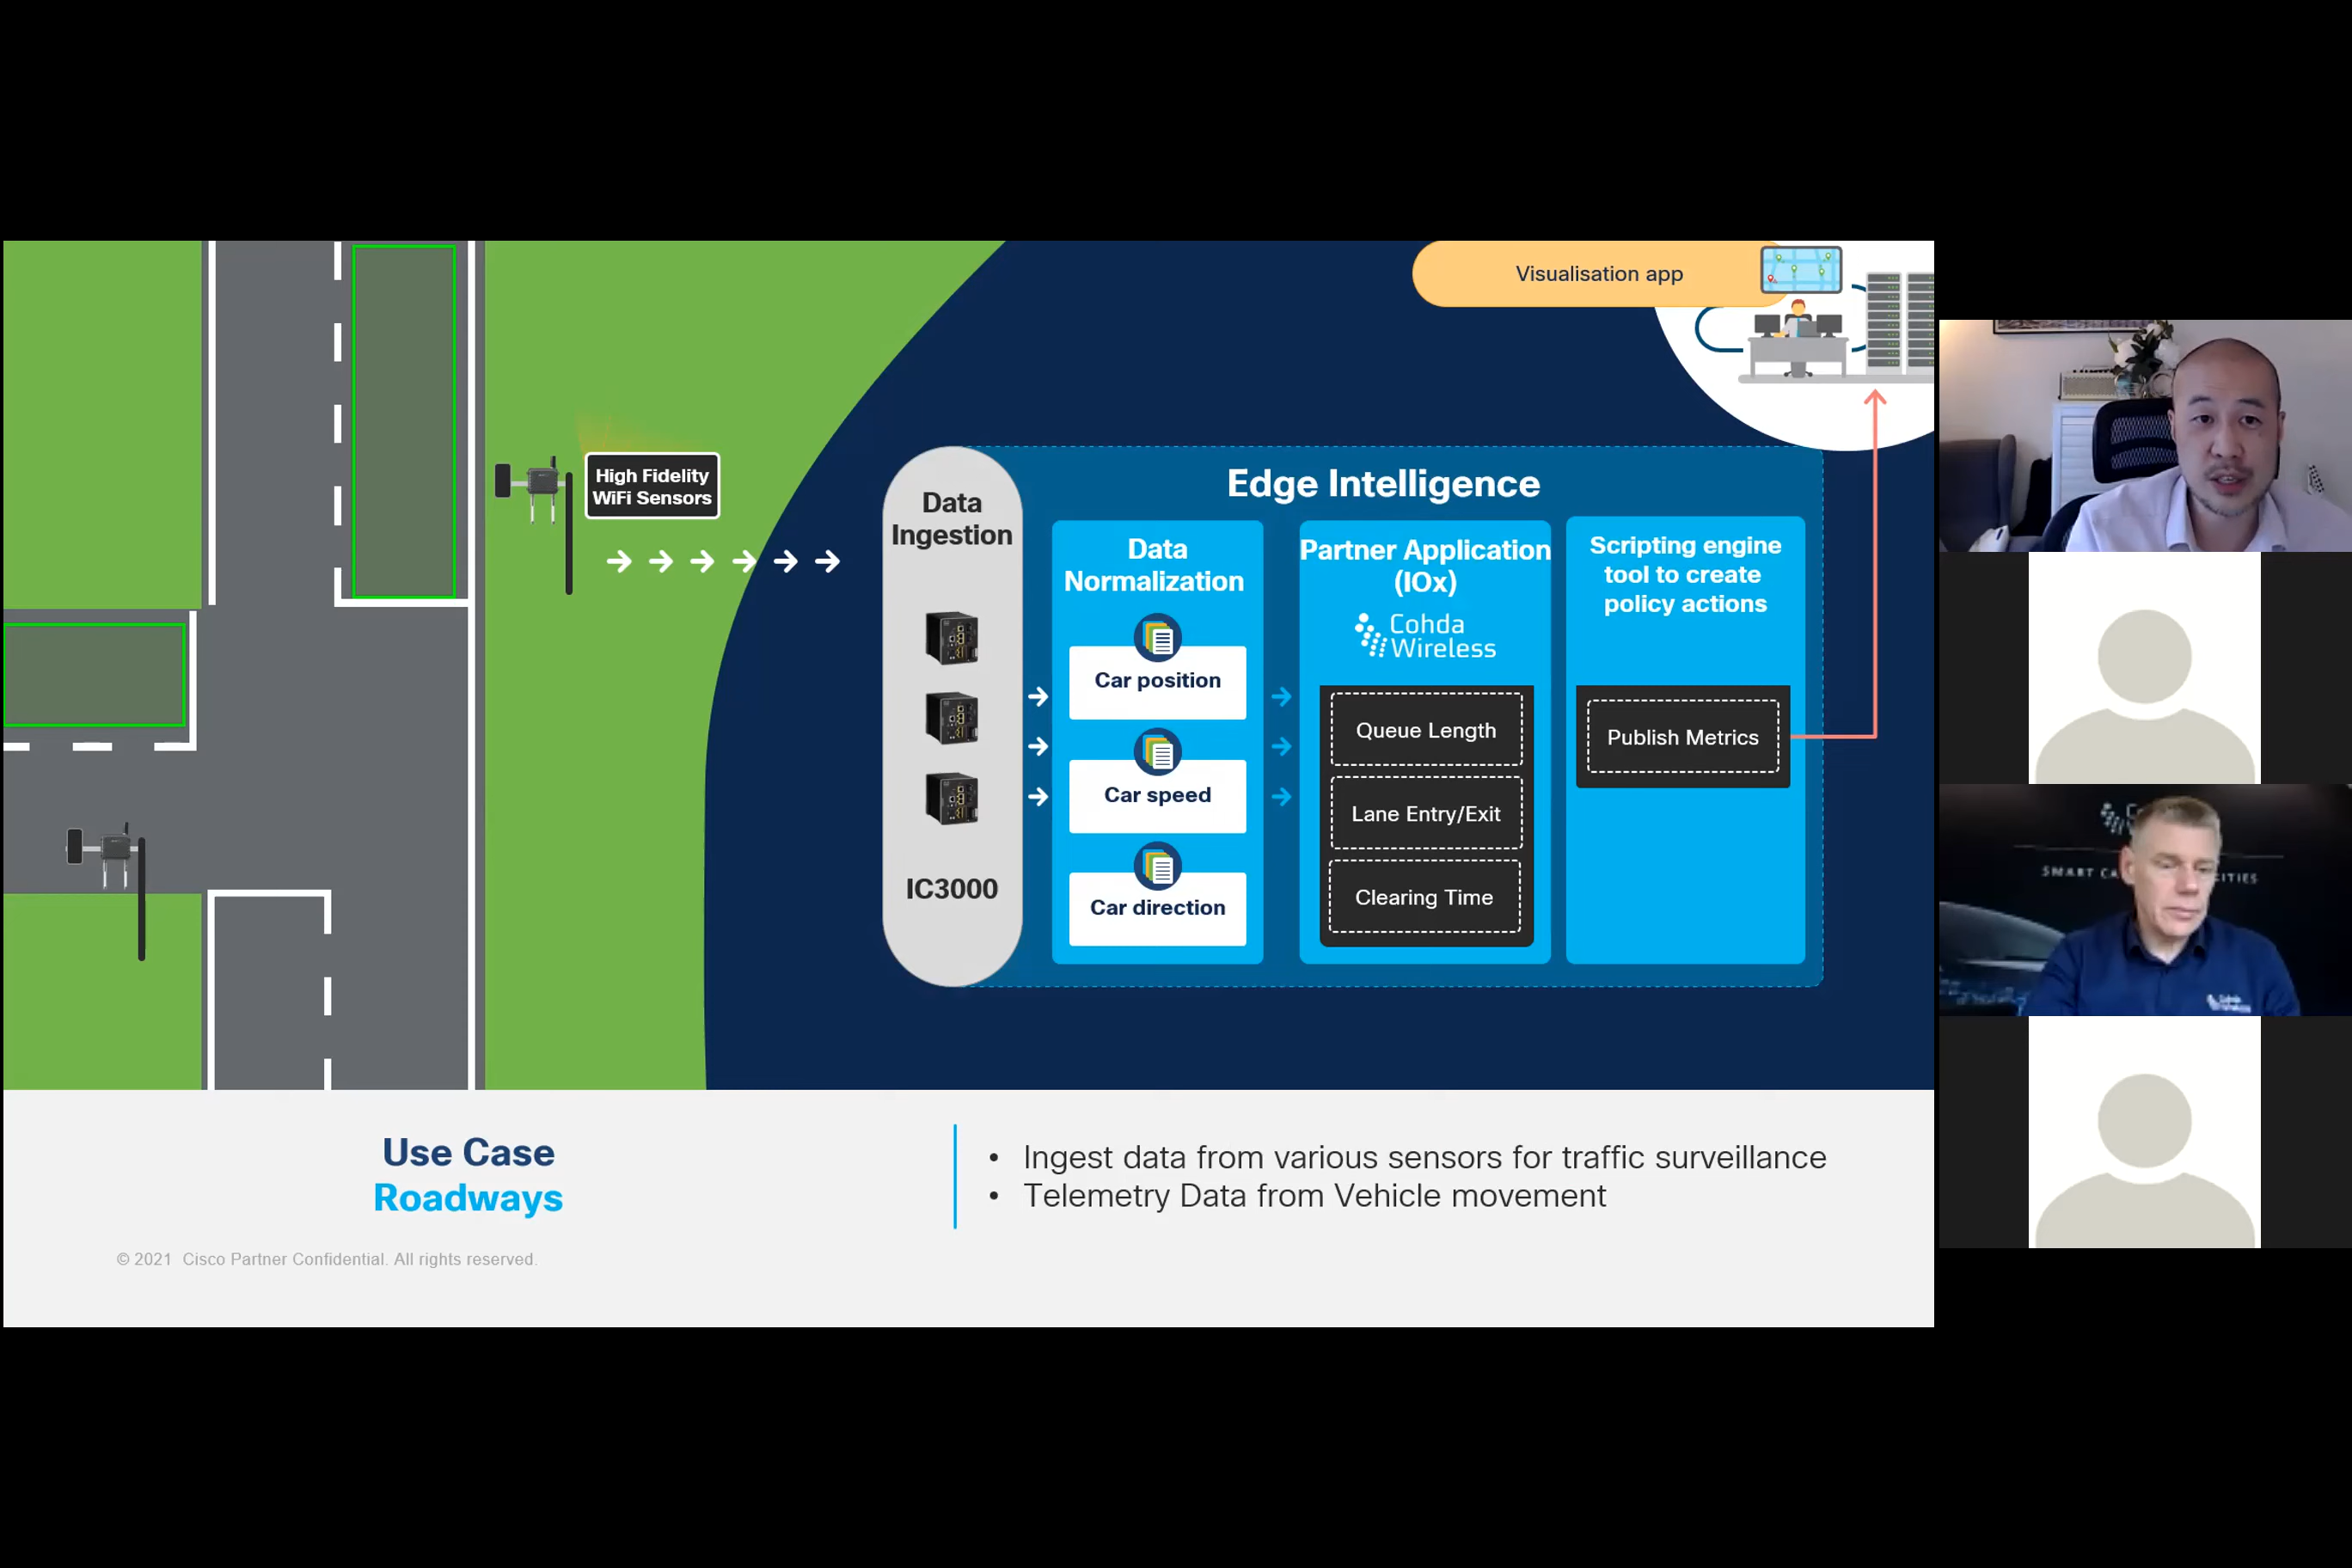 Visualisation app
High Fidelity
WiFi Sensors
Data
Ingestion
IC3000
Edge Intelligence
Data
Normalization
Car position
Car speed
Car direction
Partner Application
(IOx)
Cohda
Wireless
Queue Length
Lane Entry/Exit
Clearing Time
Scripting engine
tool to create
policy actions
Publish Metrics
Use Case
Roadways
• Ingest data from various sensors for traffic surveillance
• Telemetry Data from Vehicle movement
© 2021 Cisco Partner Confidential. All rights reserved.
SMART